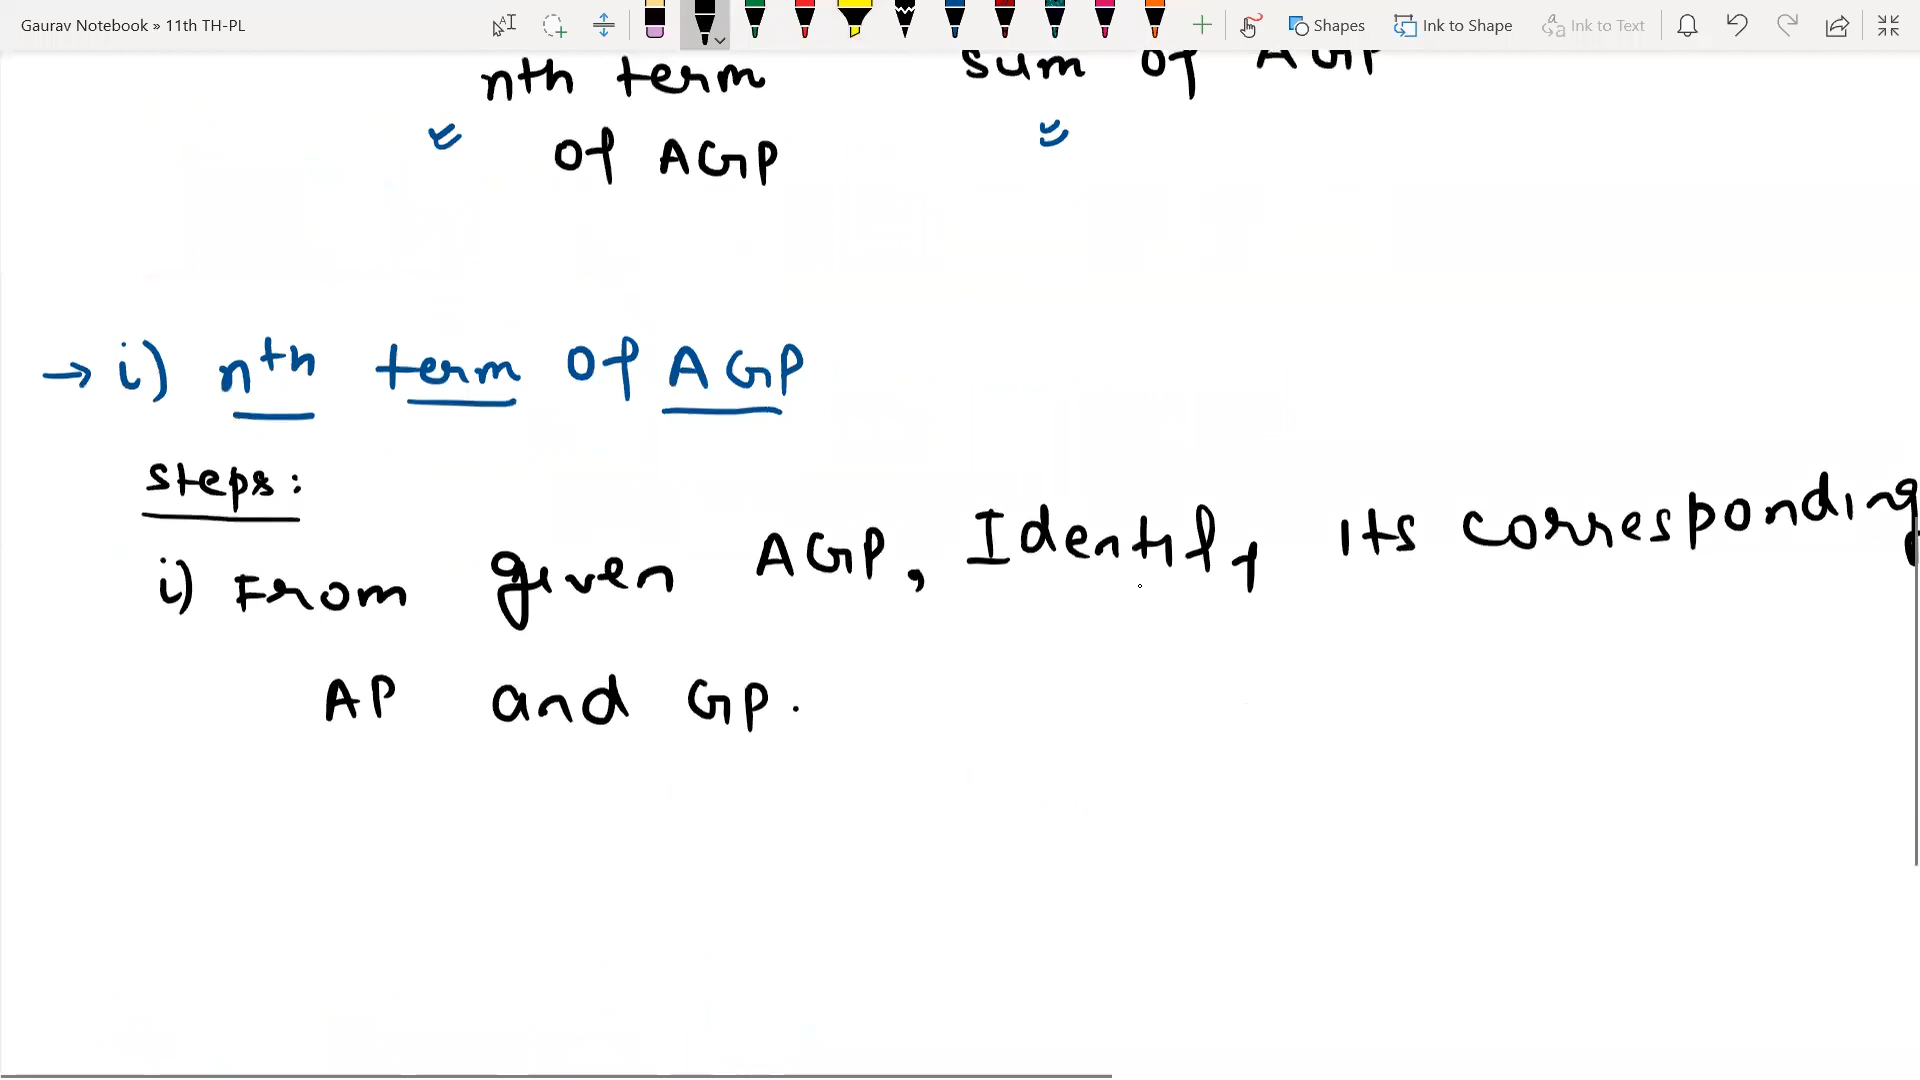 Gaurav Notebook » 11th TH-PL
Shapes
Ink to Shape
Ink to Text
nth term
of AGP
sum of AGP
→ i) nth term of AGP
steps:
i) From given AGP, Identify its corresponding
AP and GP.